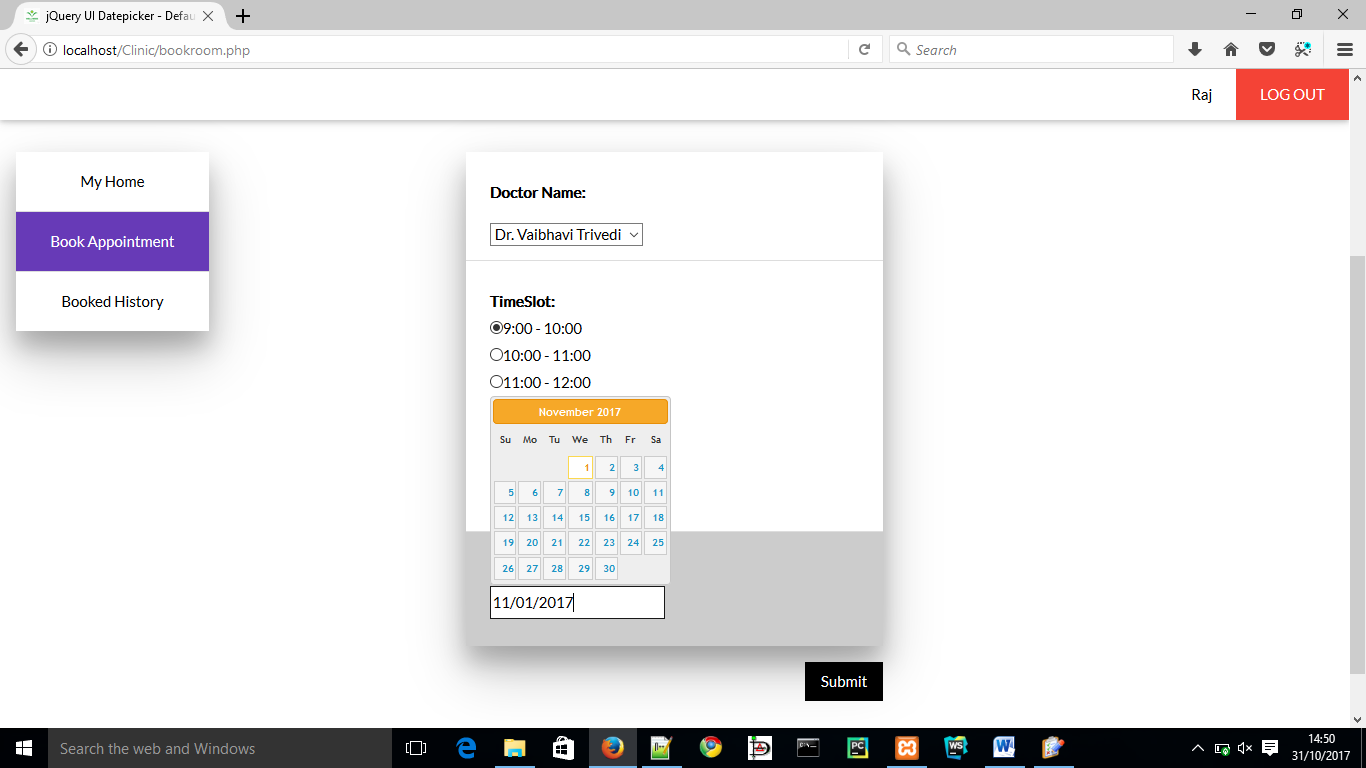 jQuery UI Datepicker - Defau
localhost/Clinic/bookroom.php
Search
Raj
LOG OUT
My Home
Book Appointment
Booked History
Doctor Name:
Dr. Vaibhavi Trivedi
TimeSlot:
9:00 - 10:00
10:00 - 11:00
11:00 - 12:00
November 2017
Su Mo Tu We Th Fr Sa
1 2 3 4
5 6 7 8 9 10 11
12 13 14 15 16 17 18
19 20 21 22 23 24 25
26 27 28 29 30
11/01/2017
Submit
Search the web and Windows
PC
WS
W
14:50
31/10/2017